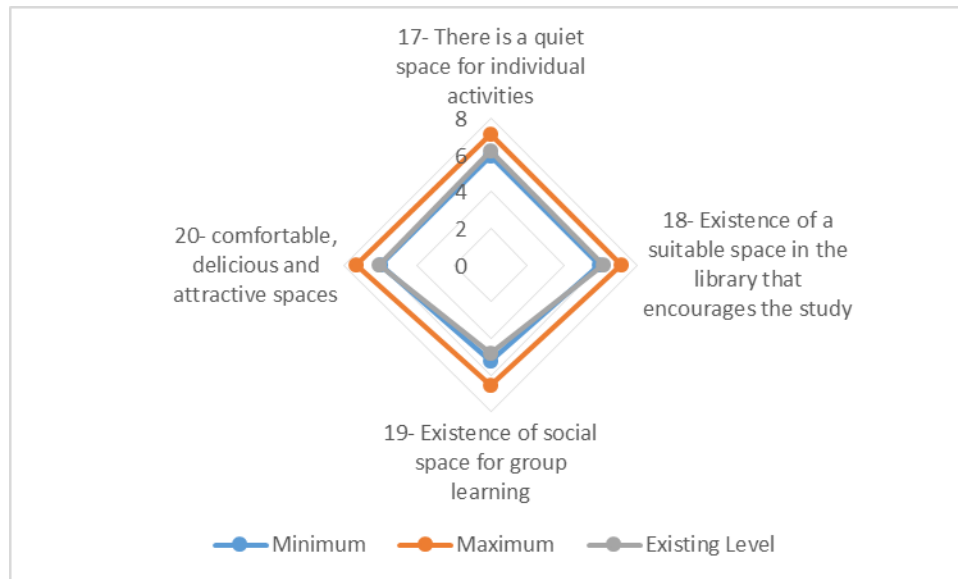 17- There is a quiet
space for individual
activities
8
6
4
2
0
18- Existence of a
suitable space in the
library that
encourages the study
20- comfortable,
delicious and
attractive spaces
19- Existence of social
space for group
learning
Minimum
Maximum
Existing Level